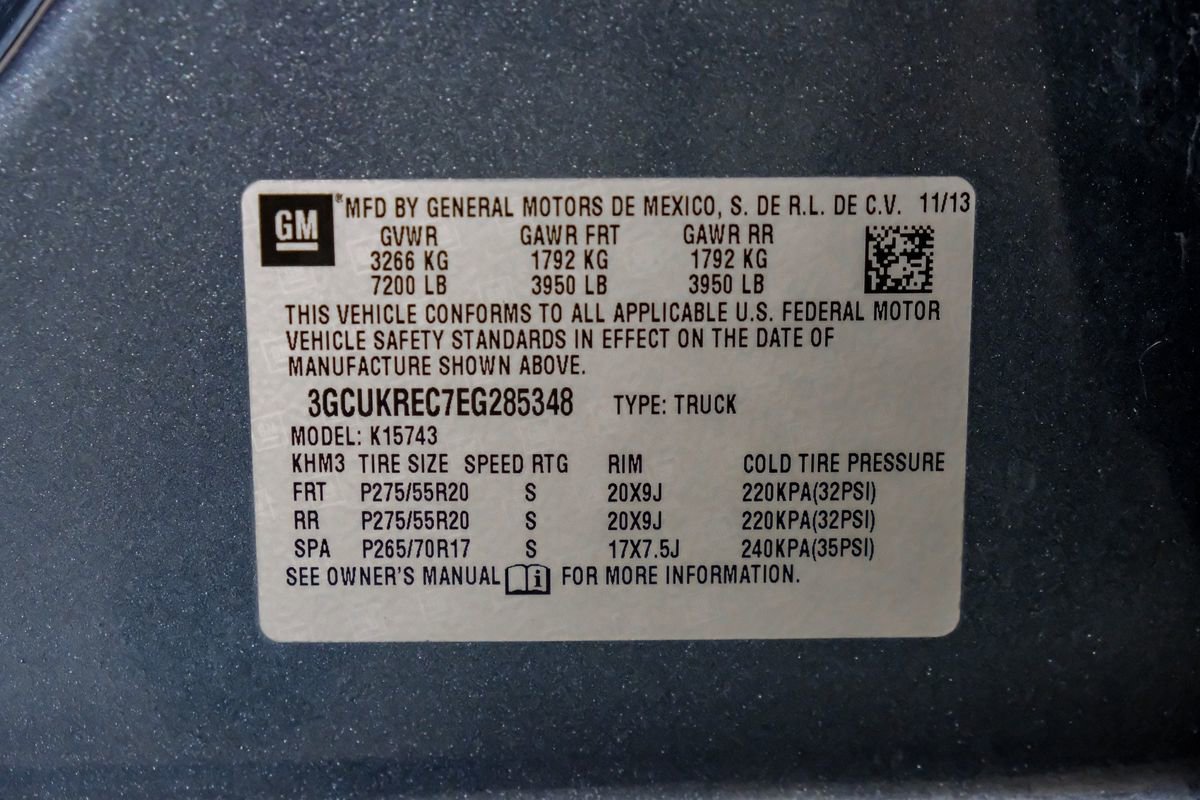 GM ® MFD BY GENERAL MOTORS DE MEXICO, S. DE R.L. DE C.V. 11/13
GVWR GAWR FRT GAWR RR
3266 KG 1792 KG 1792 KG
7200 LB 3950 LB 3950 LB
THIS VEHICLE CONFORMS TO ALL APPLICABLE U.S. FEDERAL MOTOR
VEHICLE SAFETY STANDARDS IN EFFECT ON THE DATE OF
MANUFACTURE SHOWN ABOVE.
3GCUKREC7EG285348 TYPE: TRUCK
MODEL: K15743
KHM3 TIRE SIZE SPEED RTG RIM COLD TIRE PRESSURE
FRT P275/55R20 S 20X9J 220KPA(32PSI)
RR P275/55R20 S 20X9J 220KPA(32PSI)
SPA P265/70R17 S 17X7.5J 240KPA(35PSI)
SEE OWNER'S MANUAL i FOR MORE INFORMATION.